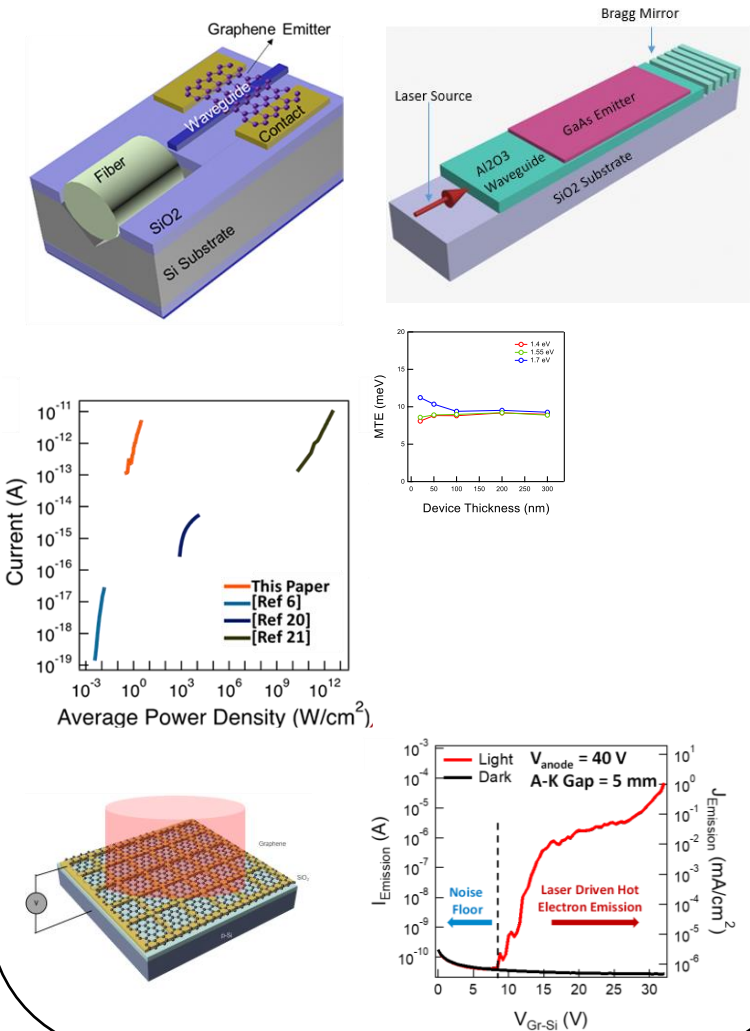 Graphene Emitter
Waveguide
Contact
Fiber
SiO2
Si Substrate
Bragg Mirror
Laser Source
GaAs Emitter
Al2O3
Waveguide
SiO2 Substrate
20
15
10
5
0
MTE (meV)
1.4 eV
1.55 eV
1.7 eV
0 50 100 150 200 250 300
Device Thickness (nm)
10⁻¹¹
10⁻¹²
10⁻¹³
10⁻¹⁴
10⁻¹⁵
10⁻¹⁶
10⁻¹⁷
10⁻¹⁸
10⁻¹⁹
Current (A)
This Paper
[Ref 6]
[Ref 20]
[Ref 21]
10⁻³ 10⁰ 10³ 10⁶ 10⁹ 10¹²
Average Power Density (W/cm²)
Graphene
SiO₂
p-Si
V
10⁻³
10⁻⁴
10⁻⁵
10⁻⁶
10⁻⁷
10⁻⁸
10⁻⁹
10⁻¹⁰
I_Emission (A)
Light
Dark
V_anode = 40 V
A-K Gap = 5 mm
Noise
Floor
Laser Driven Hot
Electron Emission
10¹
10⁰
10⁻¹
10⁻²
10⁻³
10⁻⁴
10⁻⁵
10⁻⁶
J_Emission (mA/cm²)
0 5 10 15 20 25 30
V_Gr-Si (V)